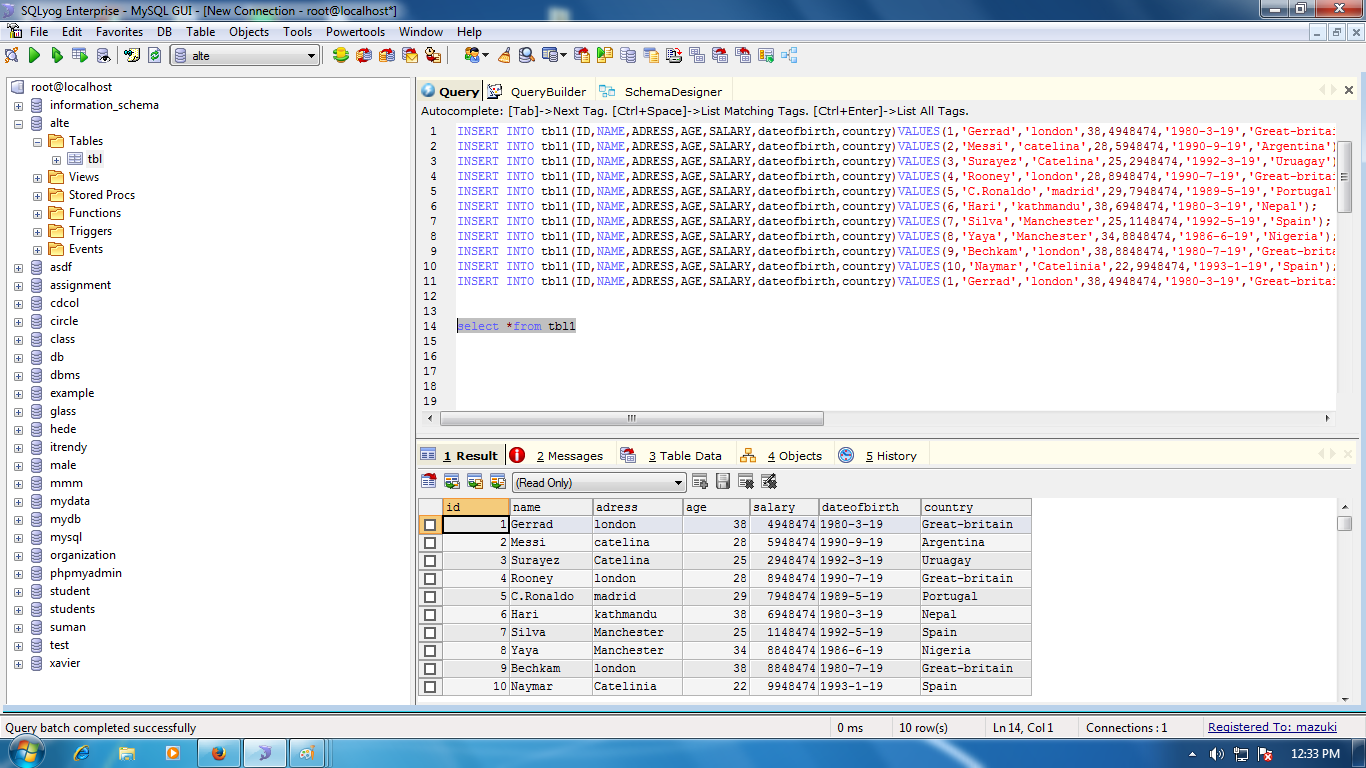 SQLyog Enterprise - MySQL GUI - [New Connection - root@localhost*]
File Edit Favorites DB Table Objects Tools Powertools Window Help
alte
root@localhost
information_schema
alte
Tables
tbl
Views
Stored Procs
Functions
Triggers
Events
asdf
assignment
cdcol
circle
class
db
dbms
example
glass
hede
itrendy
male
mmm
mydata
mydb
mysql
organization
phpmyadmin
student
students
suman
test
xavier
Query QueryBuilder SchemaDesigner
Autocomplete: [Tab]->Next Tag. [Ctrl+Space]->List Matching Tags. [Ctrl+Enter]->List All Tags.
1 INSERT INTO tbl1(ID,NAME,ADRESS,AGE,SALARY,dateofbirth,country)VALUES(1,'Gerrad','london',38,4948474,'1980-3-19','Great-britai
2 INSERT INTO tbl1(ID,NAME,ADRESS,AGE,SALARY,dateofbirth,country)VALUES(2,'Messi','catelina',28,5948474,'1990-9-19','Argentina')
3 INSERT INTO tbl1(ID,NAME,ADRESS,AGE,SALARY,dateofbirth,country)VALUES(3,'Surayez','Catelina',25,2948474,'1992-3-19','Uruagay')
4 INSERT INTO tbl1(ID,NAME,ADRESS,AGE,SALARY,dateofbirth,country)VALUES(4,'Rooney','london',28,8948474,'1990-7-19','Great-britai
5 INSERT INTO tbl1(ID,NAME,ADRESS,AGE,SALARY,dateofbirth,country)VALUES(5,'C.Ronaldo','madrid',29,7948474,'1989-5-19','Portugal'
6 INSERT INTO tbl1(ID,NAME,ADRESS,AGE,SALARY,dateofbirth,country)VALUES(6,'Hari','kathmandu',38,6948474,'1980-3-19','Nepal');
7 INSERT INTO tbl1(ID,NAME,ADRESS,AGE,SALARY,dateofbirth,country)VALUES(7,'Silva','Manchester',25,1148474,'1992-5-19','Spain');
8 INSERT INTO tbl1(ID,NAME,ADRESS,AGE,SALARY,dateofbirth,country)VALUES(8,'Yaya','Manchester',34,8848474,'1986-6-19','Nigeria');
9 INSERT INTO tbl1(ID,NAME,ADRESS,AGE,SALARY,dateofbirth,country)VALUES(9,'Bechkam','london',38,8848474,'1980-7-19','Great-britai
10 INSERT INTO tbl1(ID,NAME,ADRESS,AGE,SALARY,dateofbirth,country)VALUES(10,'Naymar','Catelinia',22,9948474,'1993-1-19','Spain');
11 INSERT INTO tbl1(ID,NAME,ADRESS,AGE,SALARY,dateofbirth,country)VALUES(1,'Gerrad','london',38,4948474,'1980-3-19','Great-britai
12
13
14 select *from tbl1
15
16
17
18
19
1 Result 2 Messages 3 Table Data 4 Objects 5 History
(Read Only)
id name adress age salary dateofbirth country
1 Gerrad london 38 4948474 1980-3-19 Great-britain
2 Messi catelina 28 5948474 1990-9-19 Argentina
3 Surayez Catelina 25 2948474 1992-3-19 Uruagay
4 Rooney london 28 8948474 1990-7-19 Great-britain
5 C.Ronaldo madrid 29 7948474 1989-5-19 Portugal
6 Hari kathmandu 38 6948474 1980-3-19 Nepal
7 Silva Manchester 25 1148474 1992-5-19 Spain
8 Yaya Manchester 34 8848474 1986-6-19 Nigeria
9 Bechkam london 38 8848474 1980-7-19 Great-britain
10 Naymar Catelinia 22 9948474 1993-1-19 Spain
Query batch completed successfully 0 ms 10 row(s) Ln 14, Col 1 Connections : 1 Registered To: mazuki
12:33 PM